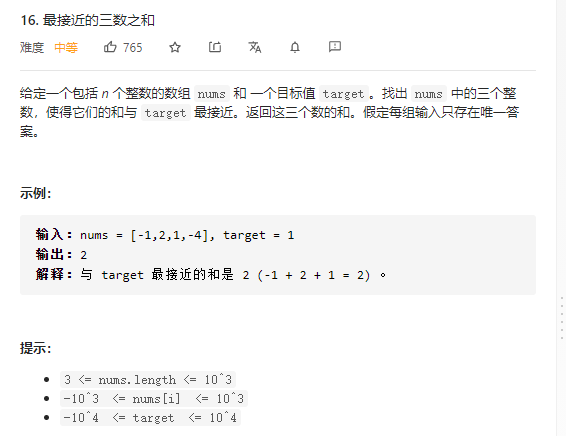 16. 最接近的三数之和
难度 中等 765
给定一个包括 n 个整数的数组 nums 和 一个目标值 target。找出 nums 中的三个整
数，使得它们的和与 target 最接近。返回这三个数的和。假定每组输入只存在唯一答
案。
示例：
输入：nums = [-1,2,1,-4], target = 1
输出：2
解释：与 target 最接近的和是 2 (-1 + 2 + 1 = 2) 。
提示：
3 <= nums.length <= 10^3
-10^3 <= nums[i] <= 10^3
-10^4 <= target <= 10^4